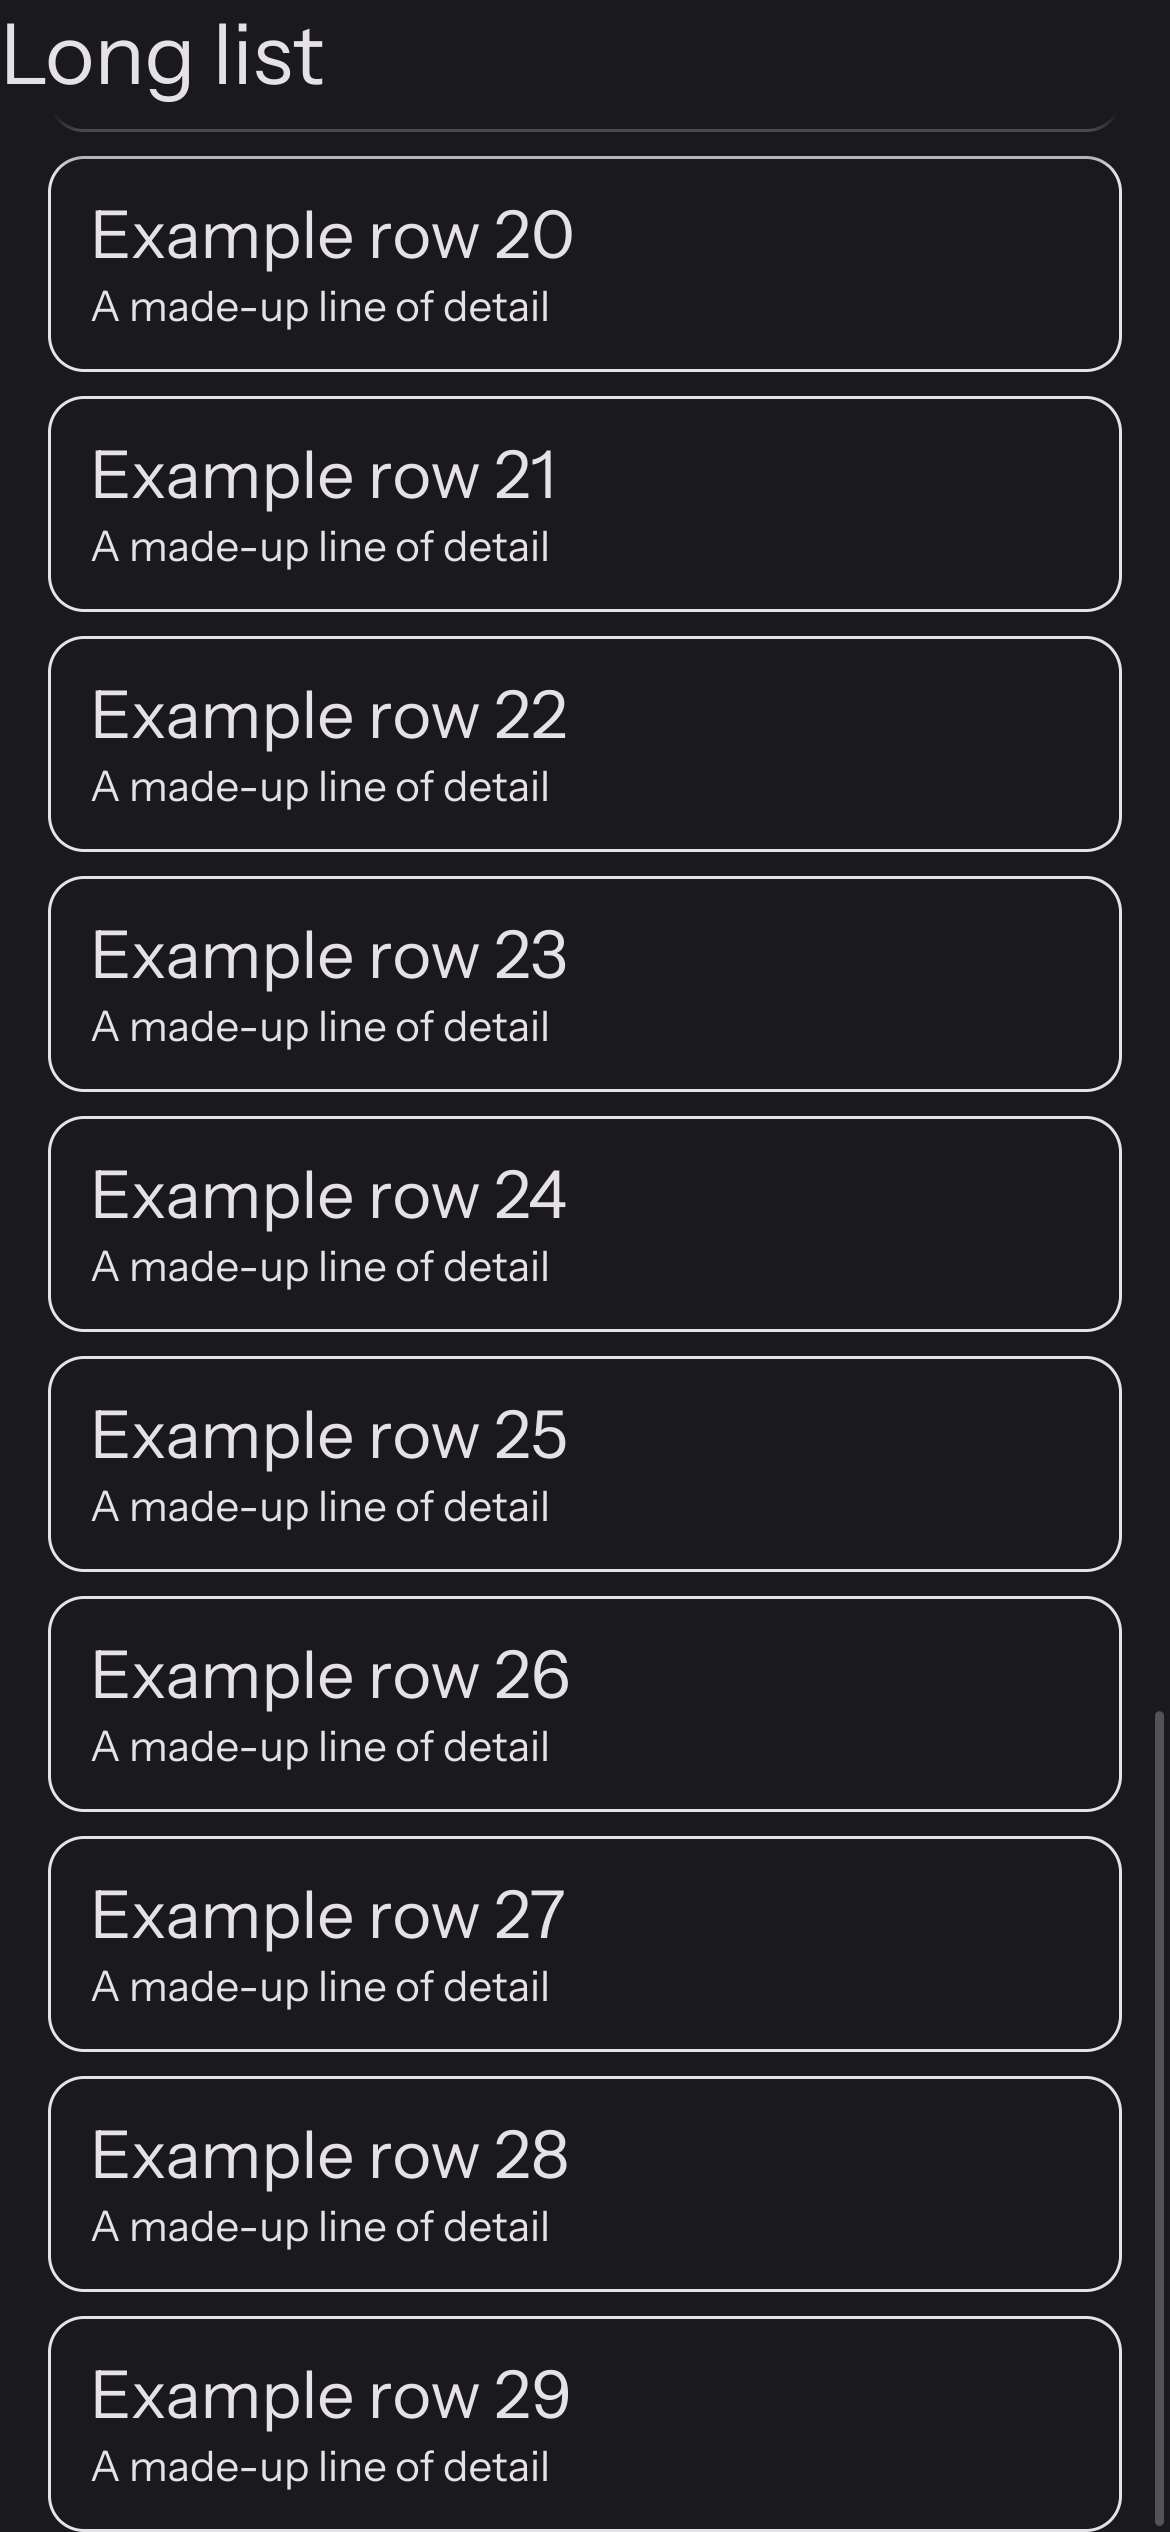 Long list
Example row 20
A made-up line of detail
Example row 21
A made-up line of detail
Example row 22
A made-up line of detail
Example row 23
A made-up line of detail
Example row 24
A made-up line of detail
Example row 25
A made-up line of detail
Example row 26
A made-up line of detail
Example row 27
A made-up line of detail
Example row 28
A made-up line of detail
Example row 29
A made-up line of detail